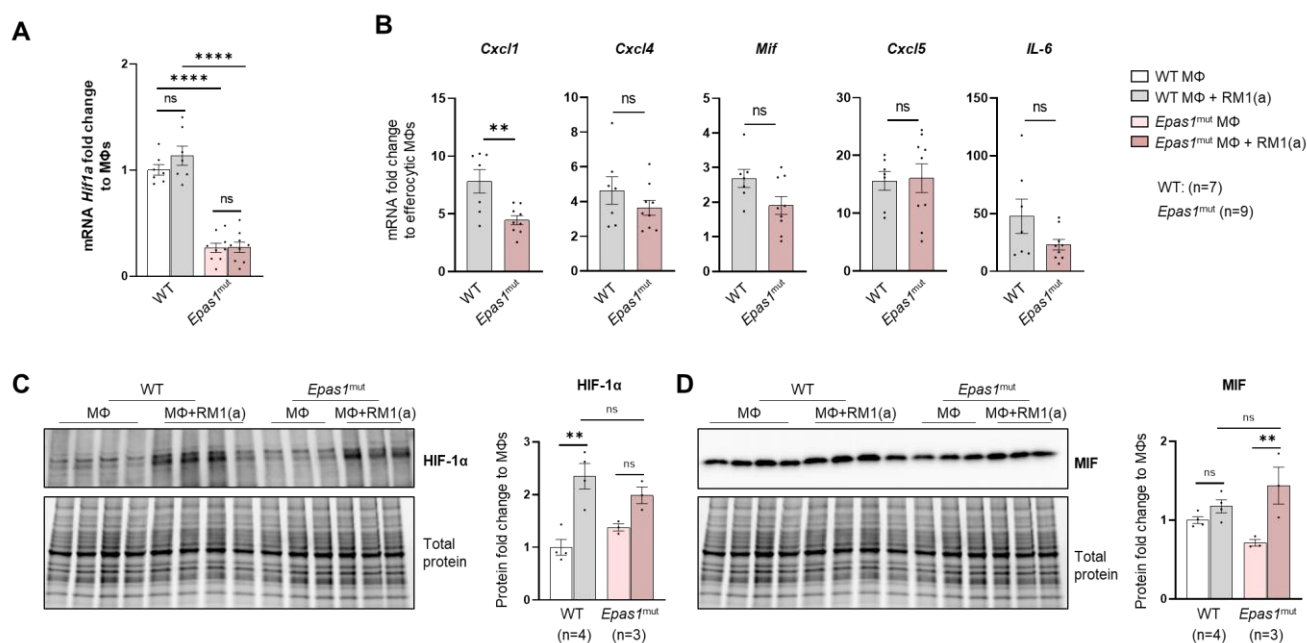 A
mRNA Hif1a fold change
to MΦs
2
1
0
ns
****
****
ns
WT
Epas1mut
B
mRNA fold change
to efferocytic MΦs
Cxcl1
10
8
6
4
2
0
**
WT
Epas1mut
Cxcl4
10
8
6
4
2
0
ns
WT
Epas1mut
Mif
5
4
3
2
1
0
ns
WT
Epas1mut
Cxcl5
30
20
10
0
ns
WT
Epas1mut
IL-6
150
100
50
0
ns
WT
Epas1mut
WT MΦ
WT MΦ + RM1(a)
Epas1mut MΦ
Epas1mut MΦ + RM1(a)
WT: (n=7)
Epas1mut (n=9)
C
WT
Epas1mut
MΦ
MΦ+RM1(a)
MΦ
MΦ+RM1(a)
HIF-1α
Total
protein
HIF-1α
Protein fold change to MΦs
3
2
1
0
ns
**
ns
WT
Epas1mut
(n=4)
(n=3)
D
WT
Epas1mut
MΦ
MΦ+RM1(a)
MΦ
MΦ+RM1(a)
MIF
Total
protein
MIF
Protein fold change to MΦs
2
1
0
ns
ns
**
WT
Epas1mut
(n=4)
(n=3)